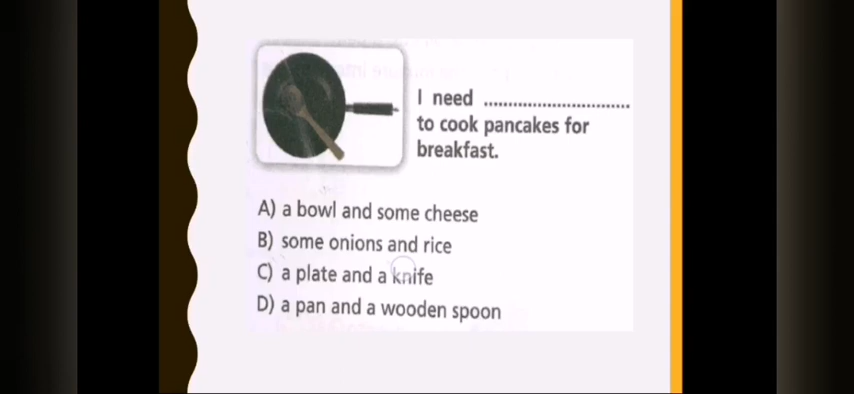 I need ..............................
to cook pancakes for
breakfast.
A) a bowl and some cheese
B) some onions and rice
C) a plate and a knife
D) a pan and a wooden spoon